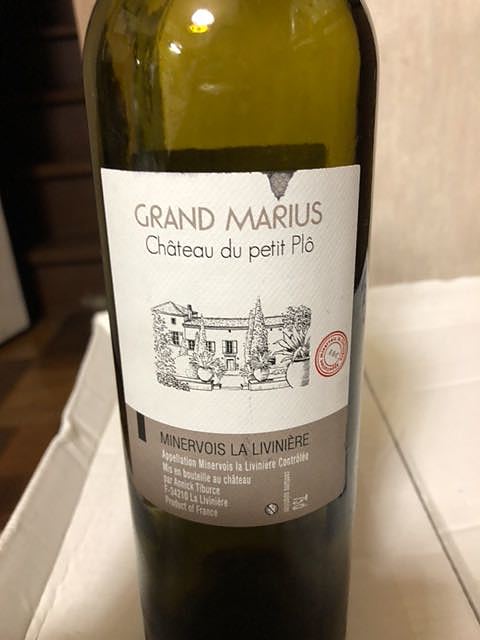 GRAND MARIUS
Château du petit Plô
MINERVOIS LA LIVINIÈRE
Appellation Minervois la Livinière Contrôlée
Mis en bouteille au château
par Annick Tiburce
F-34210 La Livinière
Product of France